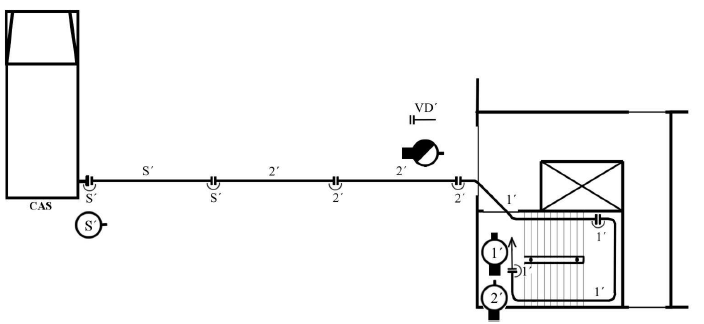 VD´
S´ 2´ 2´
S´ S´ 2´ 2´ 1´
CAS
S´
1´
1´ 1´
2´ 1´